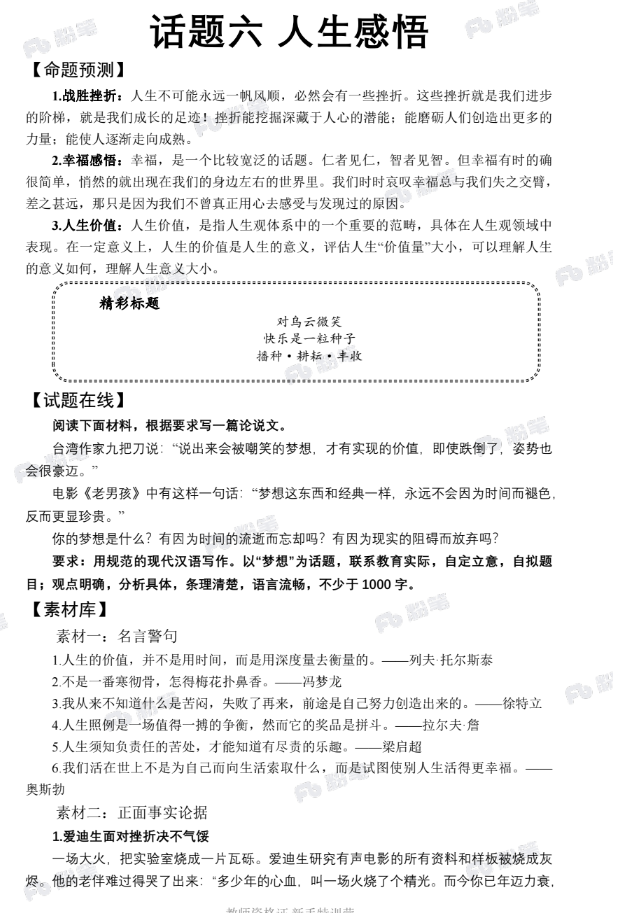 话题六 人生感悟
【命题预测】
1.战胜挫折：人生不可能永远一帆风顺，必然会有一些挫折。这些挫折就是我们进步
的阶梯，就是我们成长的足迹！挫折能挖掘深藏于人心的潜能；能磨砺人们创造出更多的
力量；能使人逐渐走向成熟。
2.幸福感悟：幸福，是一个比较宽泛的话题。仁者见仁，智者见智。但幸福有时的确
很简单，悄然的就出现在我们的身边左右的世界里。我们时时哀叹幸福总与我们失之交臂，
差之甚远，那只是因为我们不曾真正用心去感受与发现过的原因。
3.人生价值：人生价值，是指人生观体系中的一个重要的范畴，具体在人生观领域中
表现。在一定意义上，人生的价值是人生的意义，评估人生“价值量”大小，可以理解人生
的意义如何，理解人生意义大小。
精彩标题
对乌云微笑
快乐是一粒种子
播种·耕耘·丰收
【试题在线】
阅读下面材料，根据要求写一篇论说文。
台湾作家九把刀说：“说出来会被嘲笑的梦想，才有实现的价值，即使跌倒了，姿势也
会很豪迈。”
电影《老男孩》中有这样一句话：“梦想这东西和经典一样，永远不会因为时间而褪色，
反而更显珍贵。”
你的梦想是什么？有因为时间的流逝而忘却吗？有因为现实的阻碍而放弃吗？
要求：用规范的现代汉语写作。以“梦想”为话题，联系教育实际，自定立意，自拟题
目；观点明确，分析具体，条理清楚，语言流畅，不少于 1000 字。
【素材库】
素材一：名言警句
1.人生的价值，并不是用时间，而是用深度量去衡量的。——列夫·托尔斯泰
2.不是一番寒彻骨，怎得梅花扑鼻香。——冯梦龙
3.我从来不知道什么是苦闷，失败了再来，前途是自己努力创造出来的。——徐特立
4.人生照例是一场值得一搏的争衡，然而它的奖品是拼斗。——拉尔夫·詹
5.人生须知负责任的苦处，才能知道有尽责的乐趣。——梁启超
6.我们活在世上不是为自己而向生活索取什么，而是试图使别人生活得更幸福。——
奥斯勃
素材二：正面事实论据
1.爱迪生面对挫折决不气馁
一场大火，把实验室烧成一片瓦砾。爱迪生研究有声电影的所有资料和样板被烧成灰
烬。他的老伴难过得哭了出来：“多少年的心血，叫一场火烧了个精光。而今你已年迈力衰，